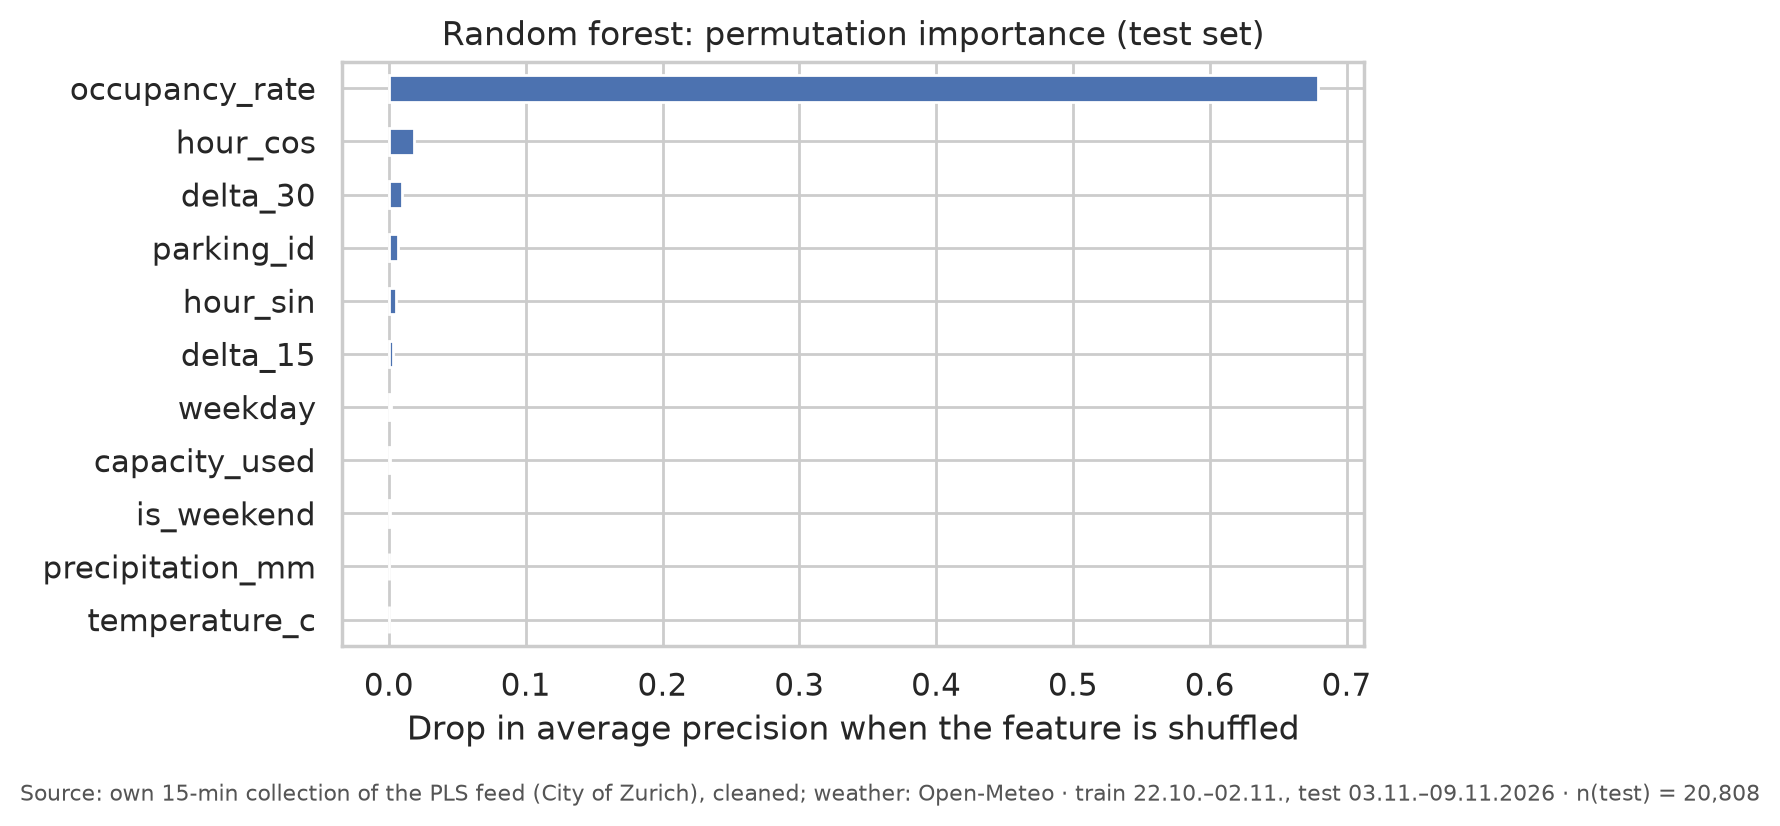 Random forest: permutation importance (test set)
occupancy_rate
hour_cos
delta_30
parking_id
hour_sin
delta_15
weekday
capacity_used
is_weekend
precipitation_mm
temperature_c
0.0 0.1 0.2 0.3 0.4 0.5 0.6 0.7
Drop in average precision when the feature is shuffled
Source: own 15-min collection of the PLS feed (City of Zurich), cleaned; weather: Open-Meteo · train 22.10.–02.11., test 03.11.–09.11.2026 · n(test) = 20,808